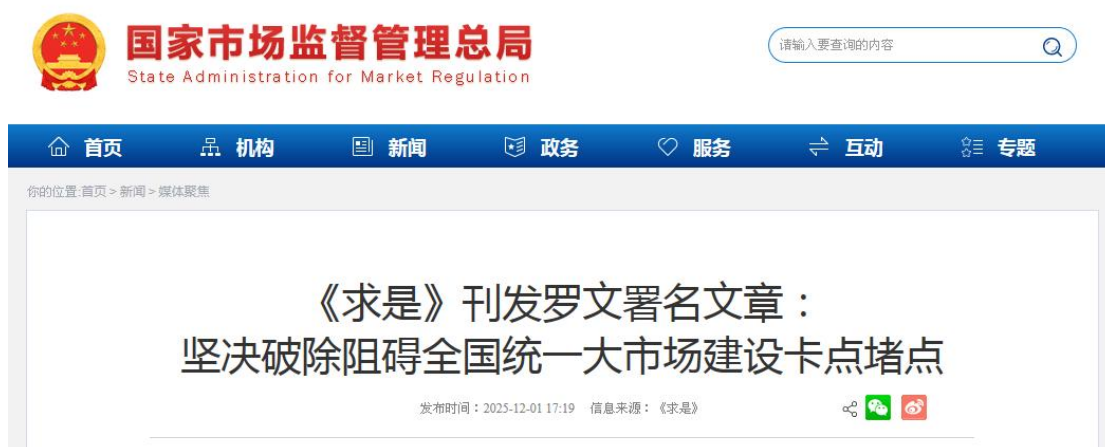 国家市场监督管理总局
State Administration for Market Regulation
请输入要查询的内容
首页 机构 新闻 政务 服务 互动 专题
你的位置:首页 > 新闻 > 媒体聚焦
《求是》刊发罗文署名文章：
坚决破除阻碍全国统一大市场建设卡点堵点
发布时间：2025-12-01 17:19 信息来源：《求是》